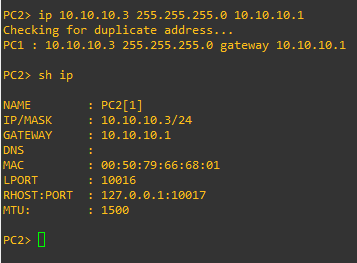 PC2> ip 10.10.10.3 255.255.255.0 10.10.10.1
Checking for duplicate address...
PC1 : 10.10.10.3 255.255.255.0 gateway 10.10.10.1
PC2> sh ip
NAME        : PC2[1]
IP/MASK     : 10.10.10.3/24
GATEWAY     : 10.10.10.1
DNS         :
MAC         : 00:50:79:66:68:01
LPORT       : 10016
RHOST:PORT  : 127.0.0.1:10017
MTU:        : 1500
PC2>